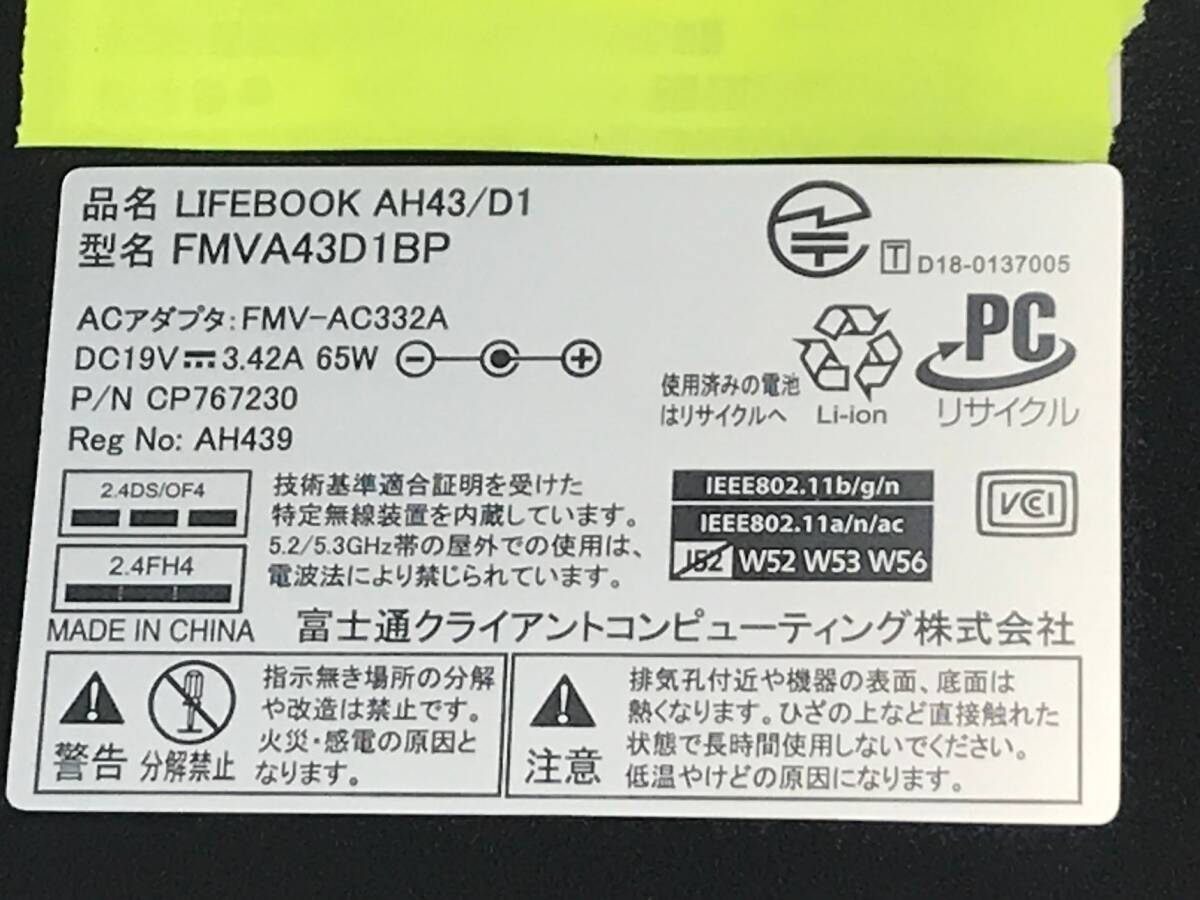 品名 LIFEBOOK AH43/D1
型名 FMVA43D1BP
T D18-0137005
ACアダプタ:FMV-AC332A
DC19V 3.42A 65W
P/N CP767230
Reg No: AH439
使用済みの電池
はリサイクルへ
Li-ion
PC
リサイクル
2.4DS/OF4
2.4FH4
技術基準適合証明を受けた
特定無線装置を内蔵しています。
5.2/5.3GHz帯の屋外での使用は、
電波法により禁じられています。
IEEE802.11b/g/n
IEEE802.11a/n/ac
J52 W52 W53 W56
VCI
MADE IN CHINA
富士通クライアントコンピューティング株式会社
警告
分解禁止
指示無き場所の分解
や改造は禁止です。
火災・感電の原因と
なります。
注意
排気孔付近や機器の表面、底面は
熱くなります。ひざの上など直接触れた
状態で長時間使用しないでください。
低温やけどの原因になります。